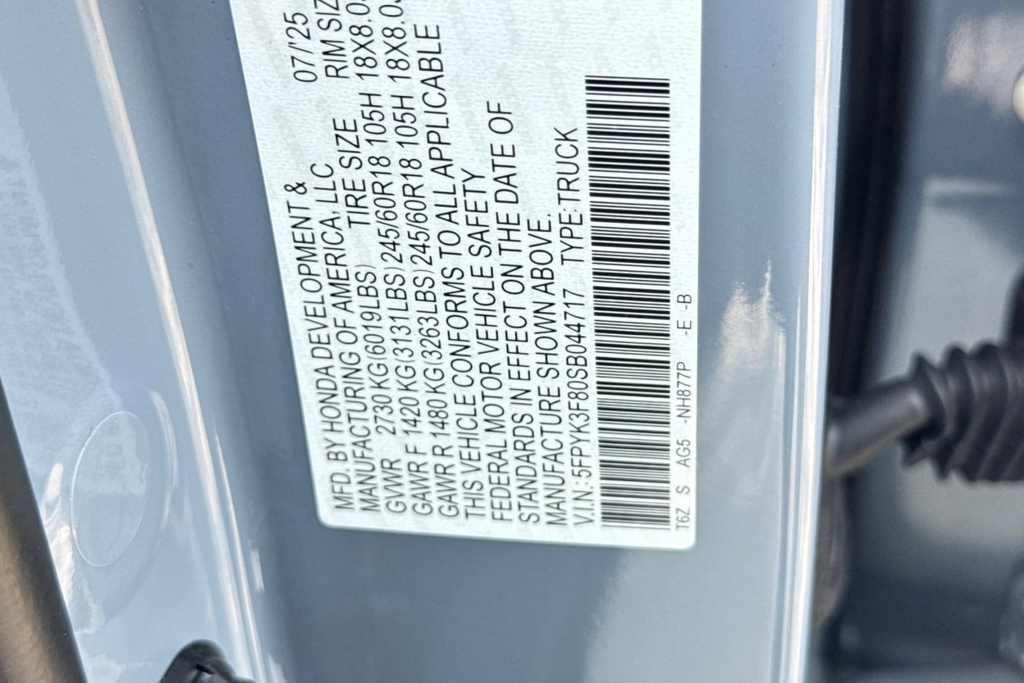 MFD. BY HONDA DEVELOPMENT & 07/'25
MANUFACTURING OF AMERICA, LLC
GVWR 2730 KG(6019LBS) TIRE SIZE RIM SIZ
GAWR F 1420 KG(3131LBS) 245/60R18 105H 18X8.0J
GAWR R 1480 KG(3263LBS) 245/60R18 105H 18X8.0J
THIS VEHICLE CONFORMS TO ALL APPLICABLE
FEDERAL MOTOR VEHICLE SAFETY
STANDARDS IN EFFECT ON THE DATE OF
MANUFACTURE SHOWN ABOVE.
V.I.N.:5FPYK3F80SB044717 TYPE:TRUCK
T6Z S AG5 -NH877P -E -B